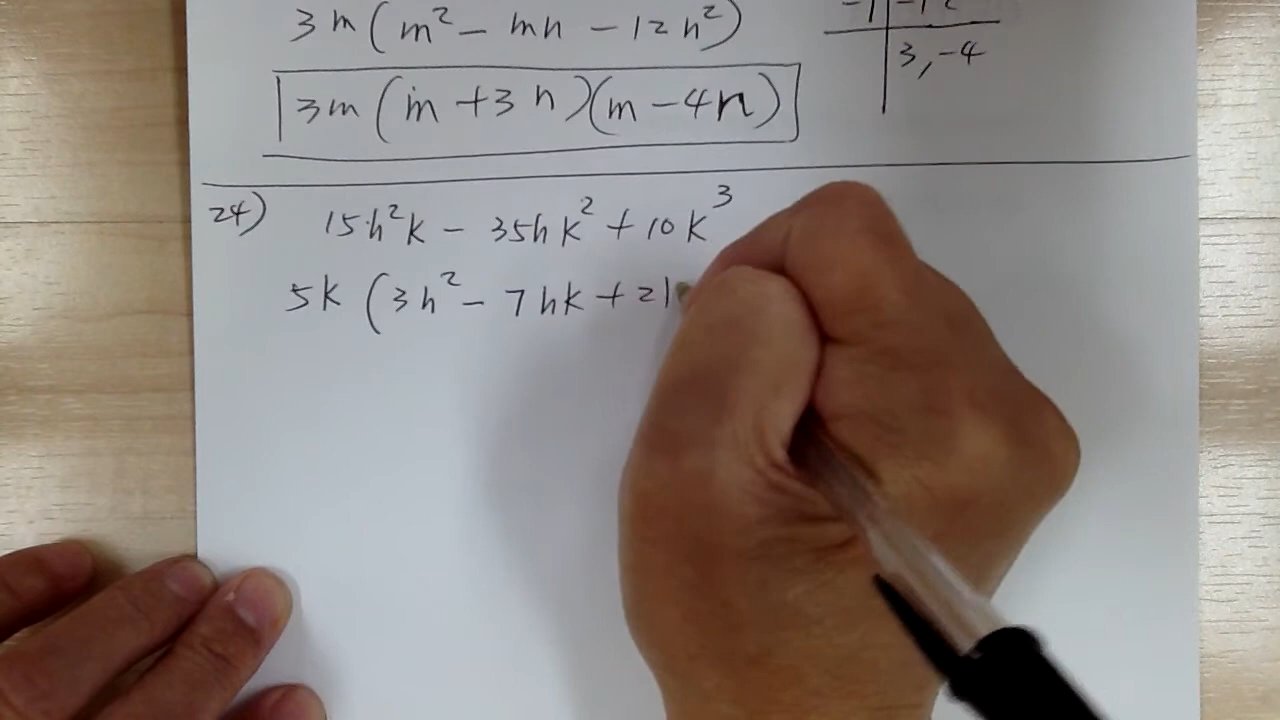 3m(m² - mn - 12n²)
3m(m + 3n)(m - 4n)
3, -4
24) 15h²k - 35hk² + 10k³
5k(3h² - 7hk + 2